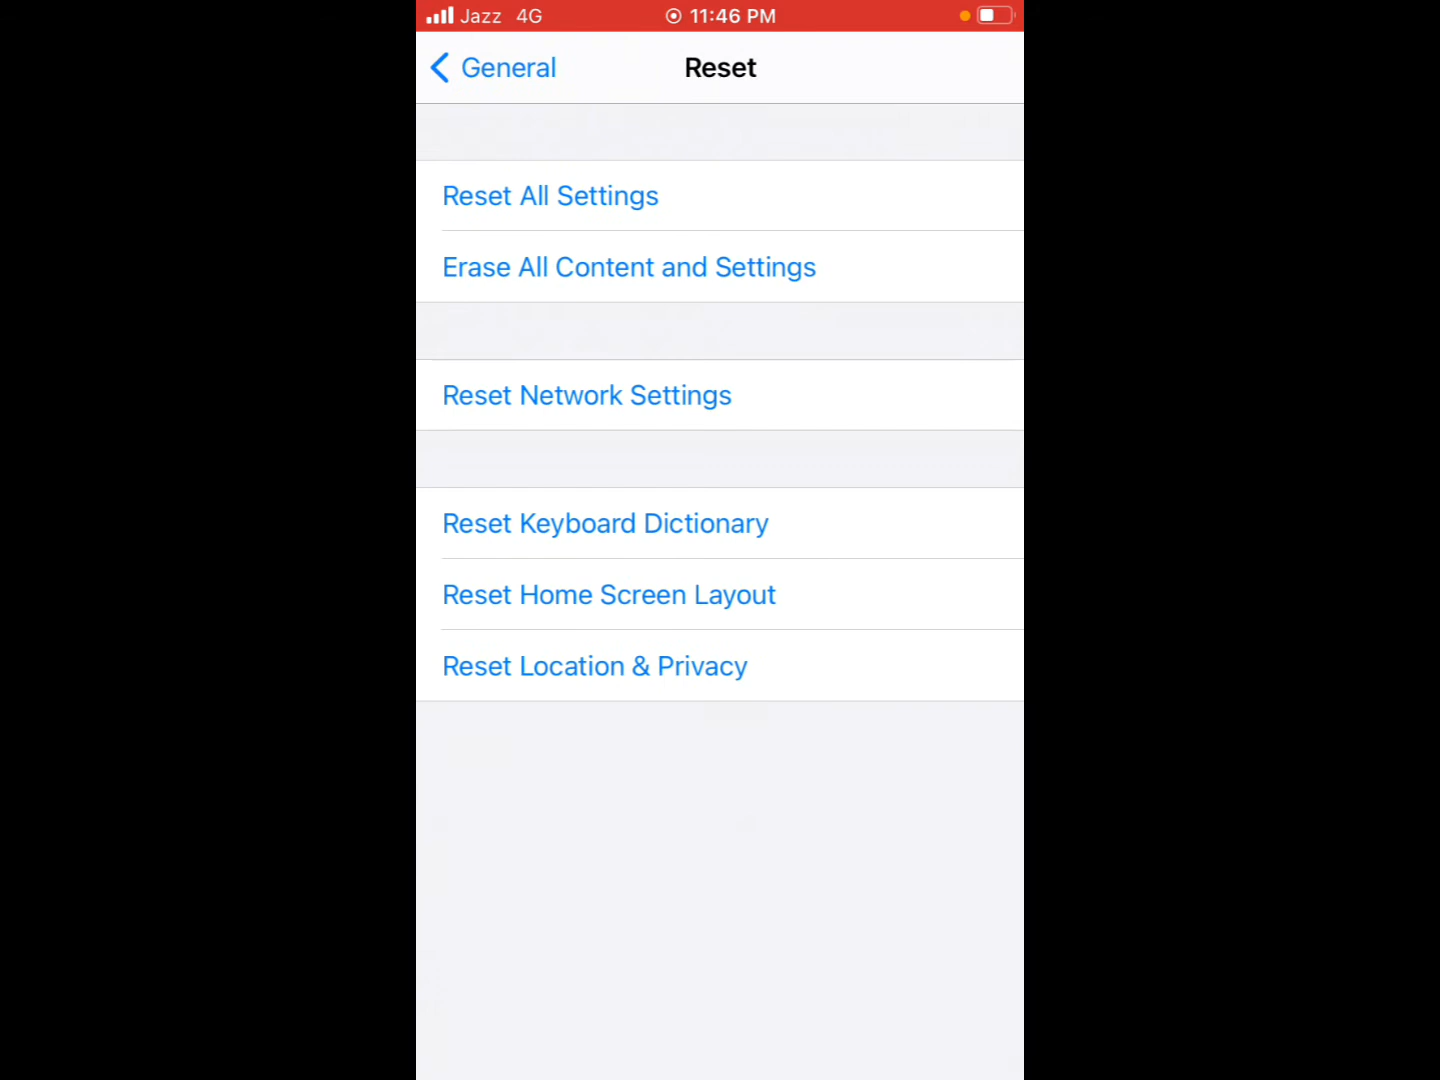 Jazz 4G 11:46 PM
General Reset
Reset All Settings
Erase All Content and Settings
Reset Network Settings
Reset Keyboard Dictionary
Reset Home Screen Layout
Reset Location & Privacy